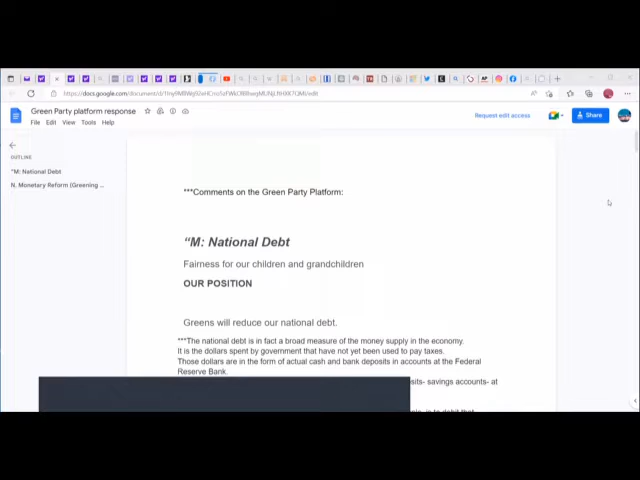 Green Party platform response
File Edit View Tools Help
Request edit access
Share
OUTLINE
"M: National Debt
N, Monetary Reform (Greening ...
***Comments on the Green Party Platform:
"M: National Debt
Fairness for our children and grandchildren
OUR POSITION
Greens will reduce our national debt.
***The national debt is in fact a broad measure of the money supply in the economy.
It is the dollars spent by government that have not yet been used to pay taxes.
Those dollars are in the form of actual cash and bank deposits in accounts at the Federal
Reserve Bank.
savings accounts- at